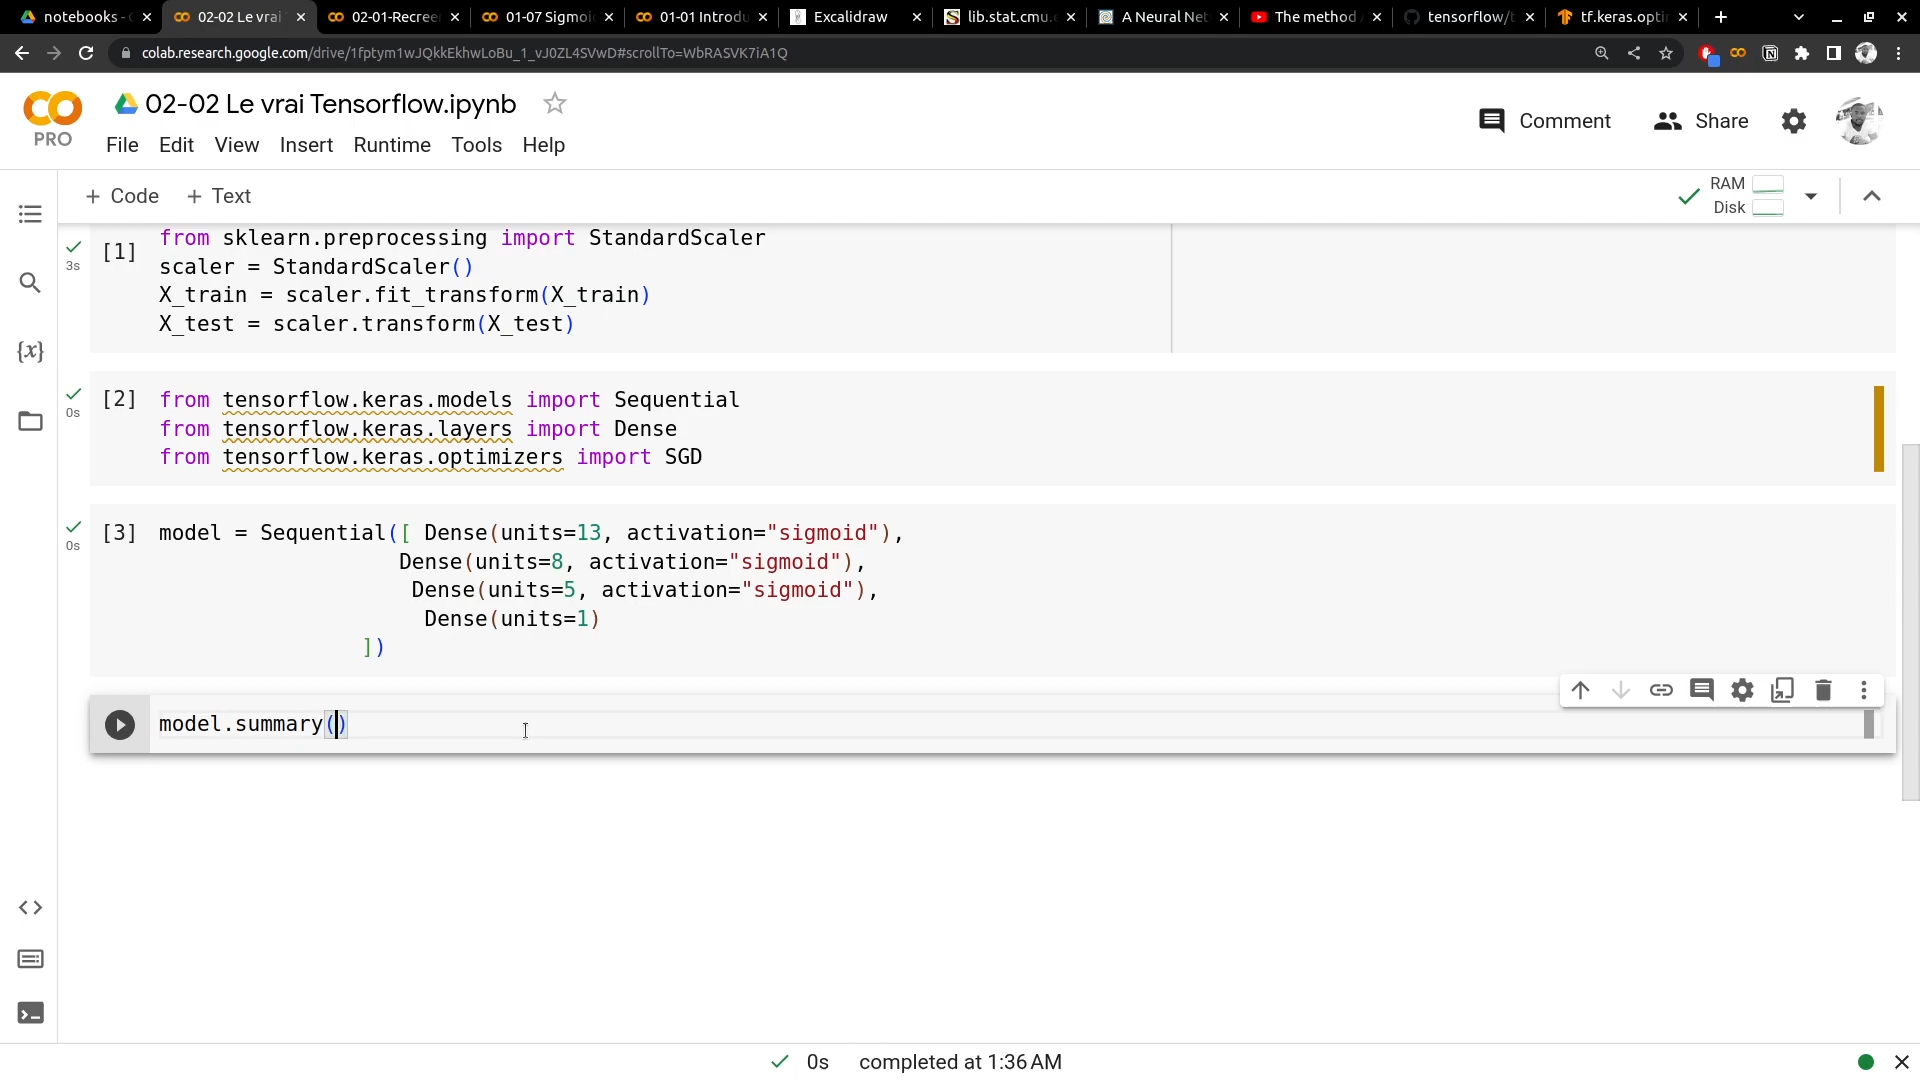 notebooks - C
02-02 Le vrai T
02-01-Recree
01-07 Sigmoi
01-01 Introdu
Excalidraw
lib.stat.cmu.e
A Neural Net
The method
tensorflow/t
tf.keras.opti
colab.research.google.com/drive/1fptym1wJQkkEkhwLoBu_1_vJ0ZL4SVwD#scrollTo=WbRASVK7iA1Q
02-02 Le vrai Tensorflow.ipynb
PRO
File Edit View Insert Runtime Tools Help
Comment
Share
+ Code + Text
RAM
Disk
3s
[1]
from sklearn.preprocessing import StandardScaler
scaler = StandardScaler()
X_train = scaler.fit_transform(X_train)
X_test = scaler.transform(X_test)
0s
[2]
from tensorflow.keras.models import Sequential
from tensorflow.keras.layers import Dense
from tensorflow.keras.optimizers import SGD
0s
[3]
model = Sequential([ Dense(units=13, activation="sigmoid"),
Dense(units=8, activation="sigmoid"),
Dense(units=5, activation="sigmoid"),
Dense(units=1)
])
model.summary()
0s completed at 1:36 AM